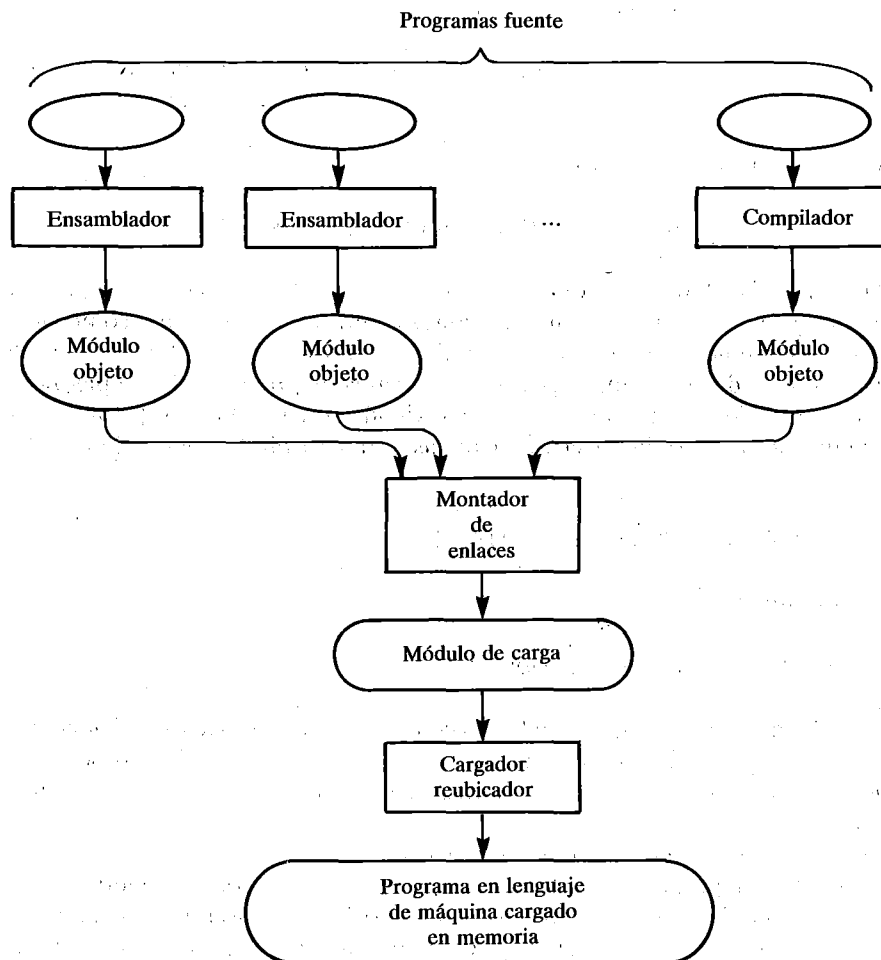 Programas fuente
Ensamblador
Ensamblador
...
Compilador
Módulo
objeto
Módulo
objeto
Módulo
objeto
Montador
de
enlaces
Módulo de carga
Cargador
reubicador
Programa en lenguaje
de máquina cargado
en memoria